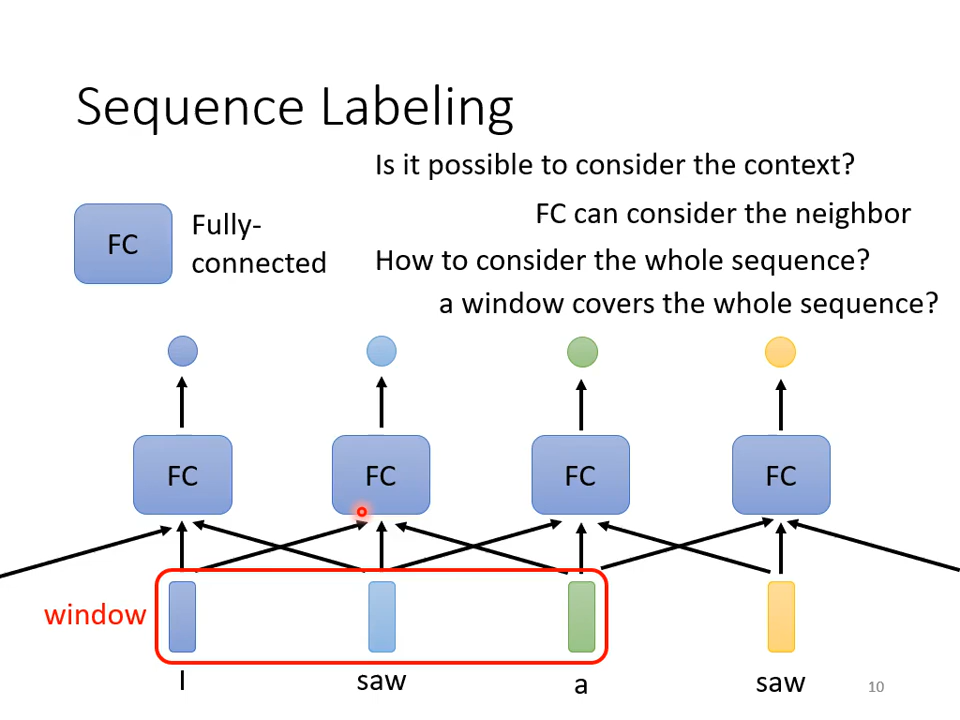 Sequence Labeling
Is it possible to consider the context?
FC can consider the neighbor
FC
Fully-
connected
How to consider the whole sequence?
a window covers the whole sequence?
FC
FC
FC
FC
window
I
saw
a
saw
10